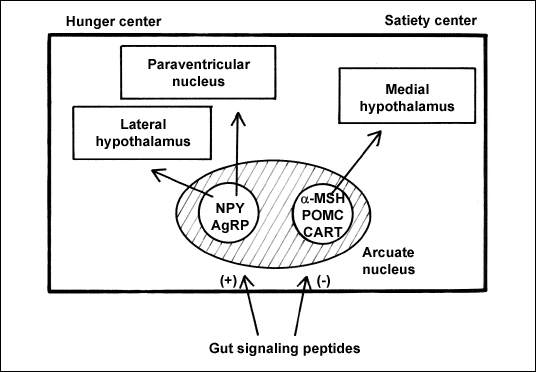 Hunger center
Satiety center
Paraventricular
nucleus
Medial
hypothalamus
Lateral
hypothalamus
NPY
AgRP
α-MSH
POMC
CART
Arcuate
nucleus
(+)
(-)
Gut signaling peptides